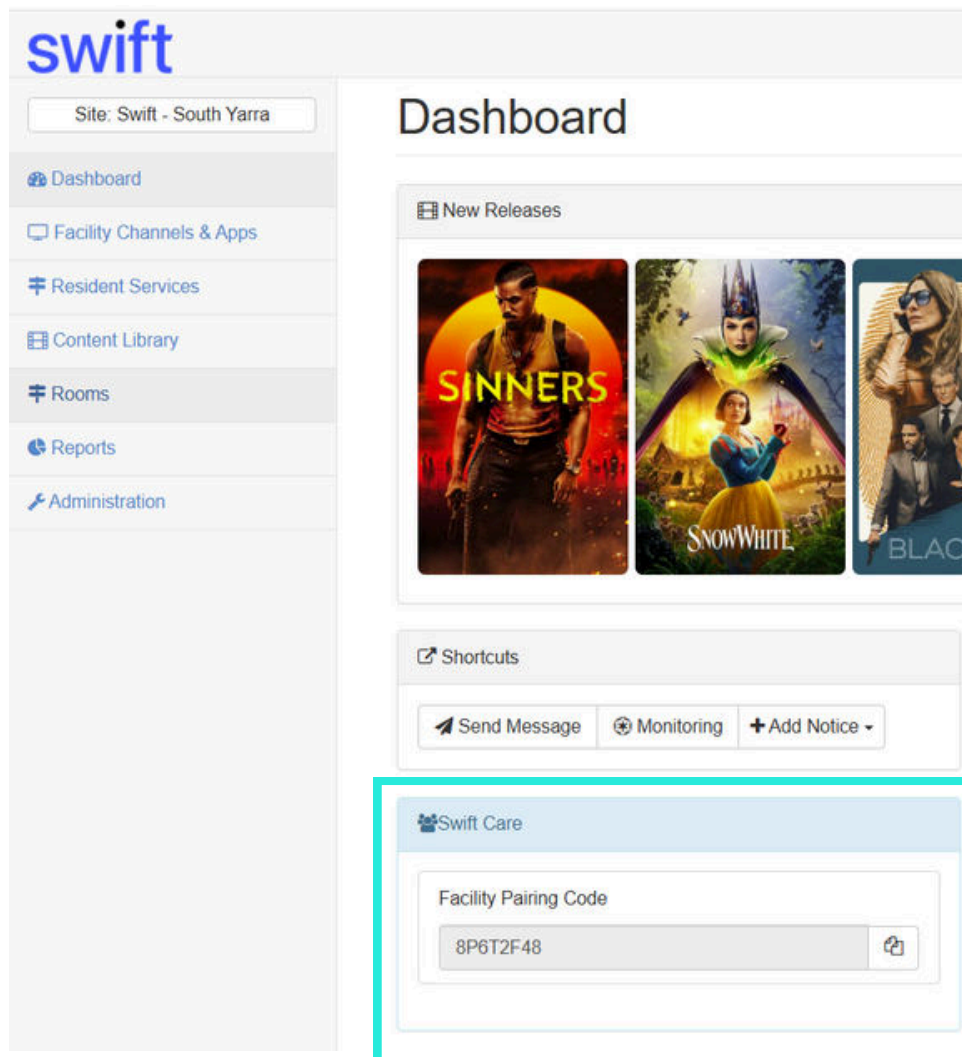 swift
Site: Swift - South Yarra
Dashboard
Facility Channels & Apps
Resident Services
Content Library
Rooms
Reports
Administration
Dashboard
New Releases
SINNERS
SNOWWHITE
BLAC
Shortcuts
Send Message
Monitoring
Add Notice
Swift Care
Facility Pairing Code
8P6T2F48